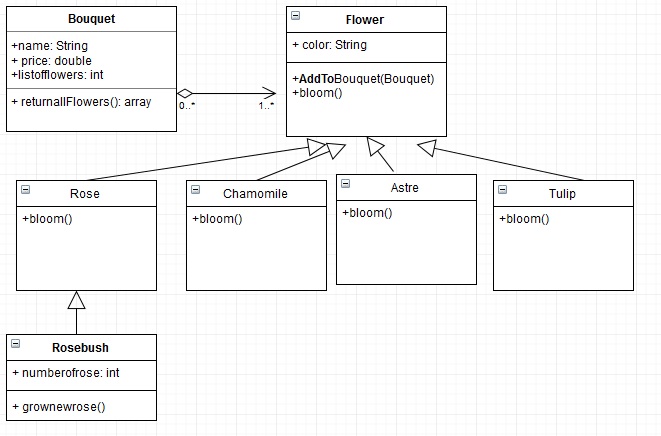 Bouquet
+name: String
+ price: double
+listofflowers: int
+ returnallFlowers(): array
0..*
1..*
Flower
+ color: String
+AddToBouquet(Bouquet)
+bloom()
Rose
+bloom()
Chamomile
+bloom()
Astre
+bloom()
Tulip
+bloom()
Rosebush
+ numberofrose: int
+ grownewrose()